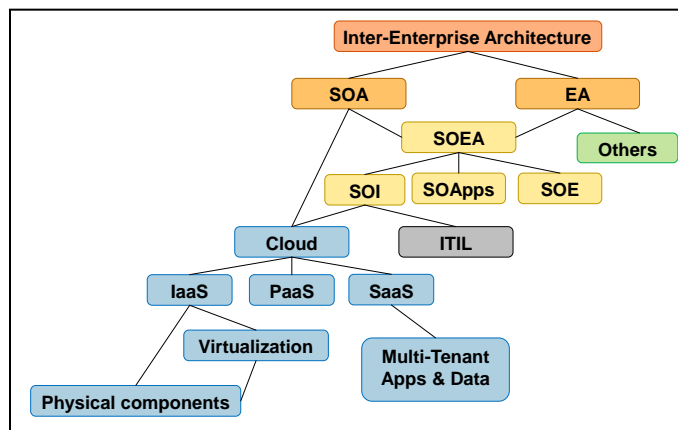 Inter-Enterprise Architecture
SOA
EA
SOEA
Others
SOI
SOApps
SOE
Cloud
ITIL
IaaS
PaaS
SaaS
Virtualization
Multi-Tenant
Apps & Data
Physical components